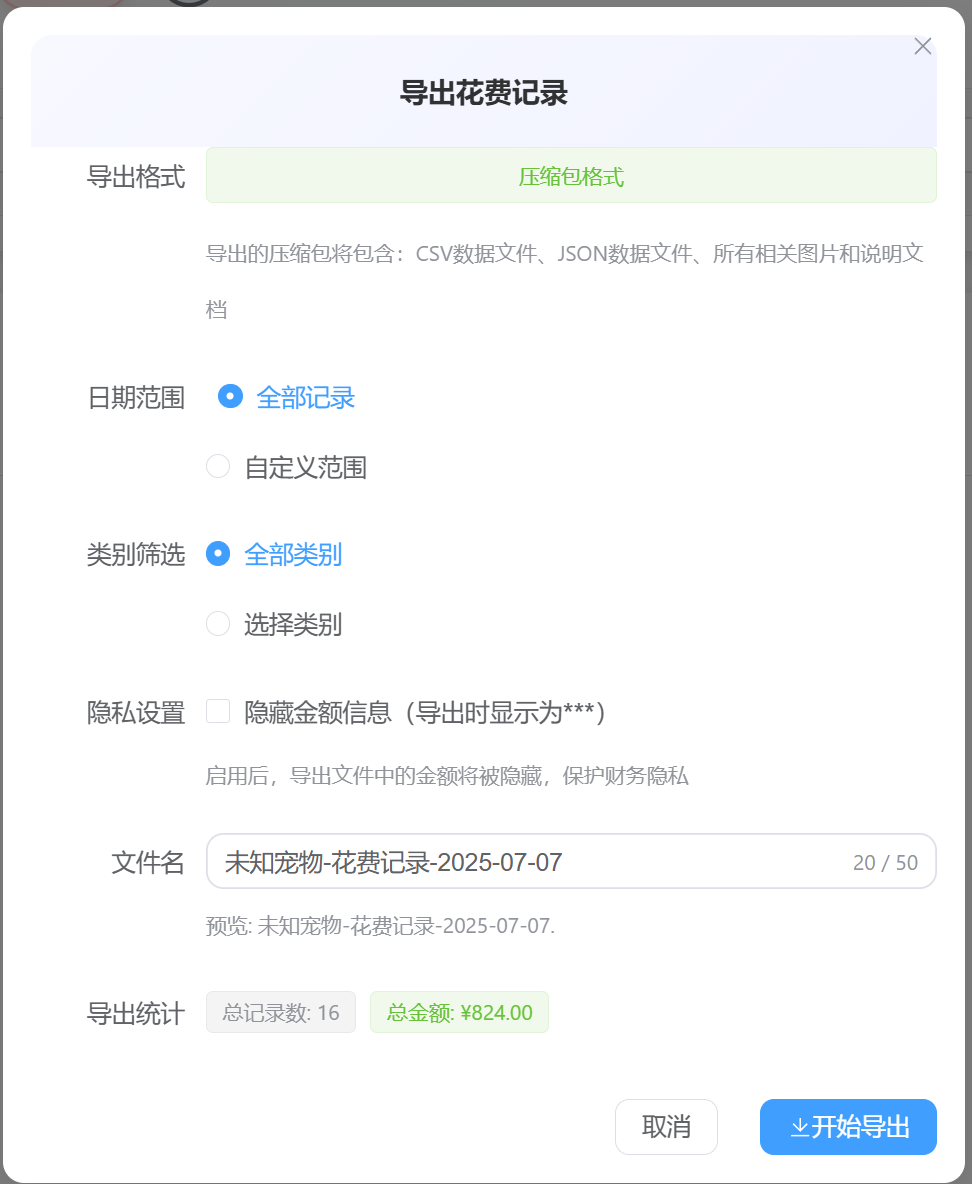 导出花费记录
导出格式
压缩包格式
导出的压缩包将包含：CSV数据文件、JSON数据文件、所有相关图片和说明文
档
日期范围
全部记录
自定义范围
类别筛选
全部类别
选择类别
隐私设置
隐藏金额信息（导出时显示为***）
启用后，导出文件中的金额将被隐藏，保护财务隐私
文件名
未知宠物-花费记录-2025-07-07
20 / 50
预览: 未知宠物-花费记录-2025-07-07.
导出统计
总记录数: 16
总金额: ¥824.00
取消
开始导出